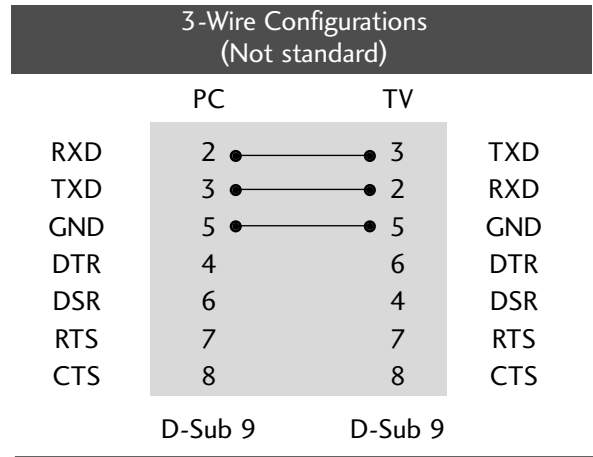 3-Wire Configurations
(Not standard)
PC TV
RXD 2 3 TXD
TXD 3 2 RXD
GND 5 5 GND
DTR 4 6 DTR
DSR 6 4 DSR
RTS 7 7 RTS
CTS 8 8 CTS
D-Sub 9 D-Sub 9